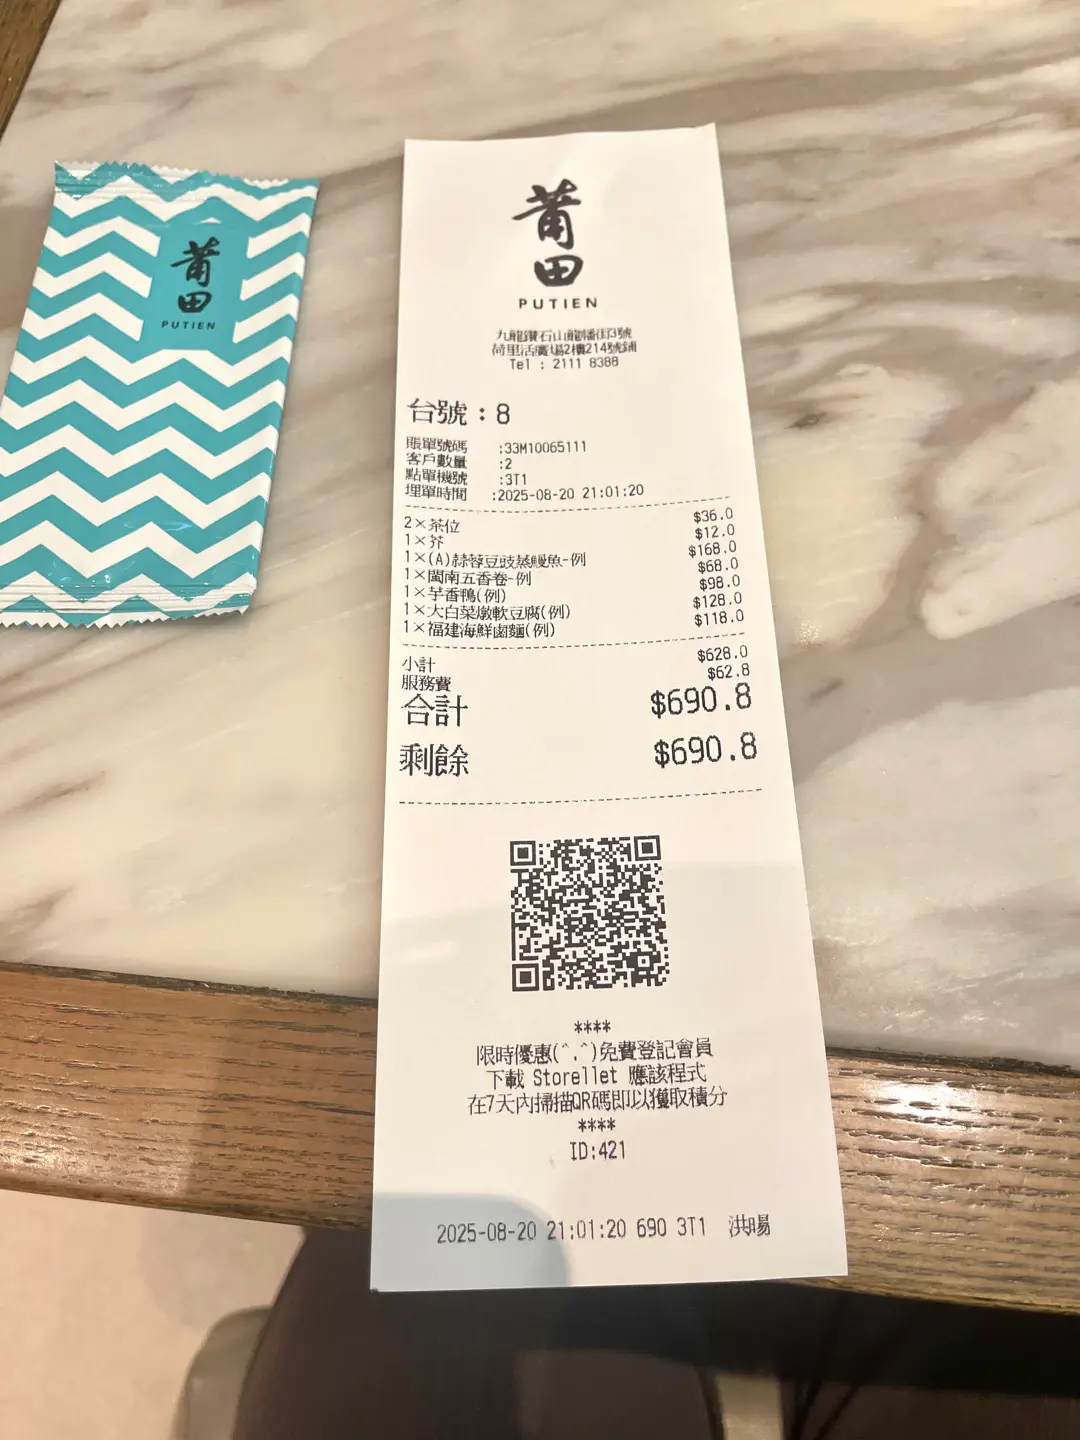 莆田
PUTIEN
莆田
PUTIEN
九龍鑽石山龍蟠街3號
荷里活廣場2樓214號鋪
Tel : 2111 8388
台號：8
賬單號碼 :33M10065111
客戶數量 :2
點單機號 :3T1
埋單時間 :2025-08-20 21:01:20
2×茶位 $36.0
1×芥 $12.0
1×(A)蒜蓉豆豉蒸鰻魚-例 $168.0
1×閩南五香卷-例 $68.0
1×芋香鴨(例) $98.0
1×大白菜燉軟豆腐(例) $128.0
1×福建海鮮鹵麵(例) $118.0
小計 $628.0
服務費 $62.8
合計 $690.8
剩餘 $690.8
****
限時優惠(^.^)免費登記會員
下載 Storellet 應該程式
在7天內掃描QR碼即以獲取積分
****
ID:421
2025-08-20 21:01:20 690 3T1 洪暘